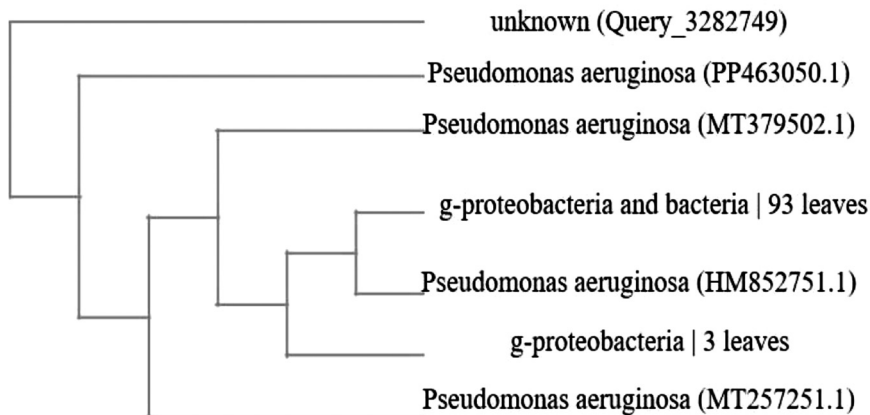 unknown (Query_3282749)
Pseudomonas aeruginosa (PP463050.1)
Pseudomonas aeruginosa (MT379502.1)
g-proteobacteria and bacteria | 93 leaves
Pseudomonas aeruginosa (HM852751.1)
g-proteobacteria | 3 leaves
Pseudomonas aeruginosa (MT257251.1)